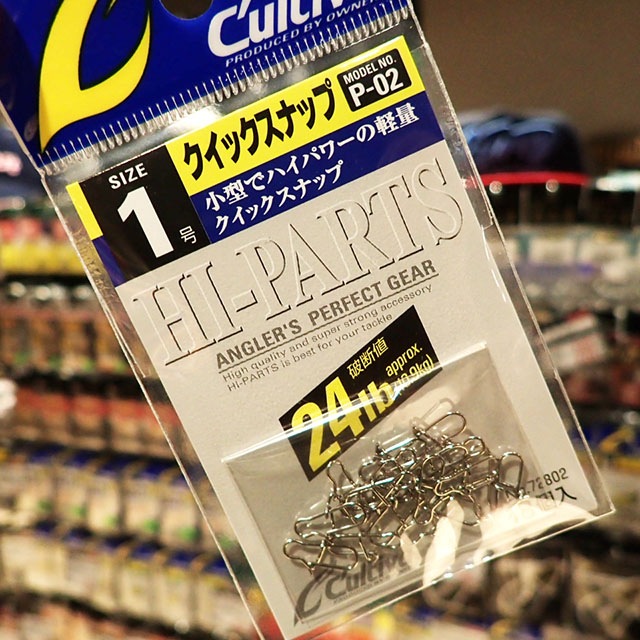 PRODUCED BY OWNER
SIZE
1号
クイックスナップ
MODEL NO.
P-02
小型でハイパワーの軽量
クイックスナップ
HI-PARTS
ANGLER'S PERFECT GEAR
High quality and super strong accessory
Hi-PARTS is best for your tackle.
破断値
24lb approx.
72802
入
Cultiv